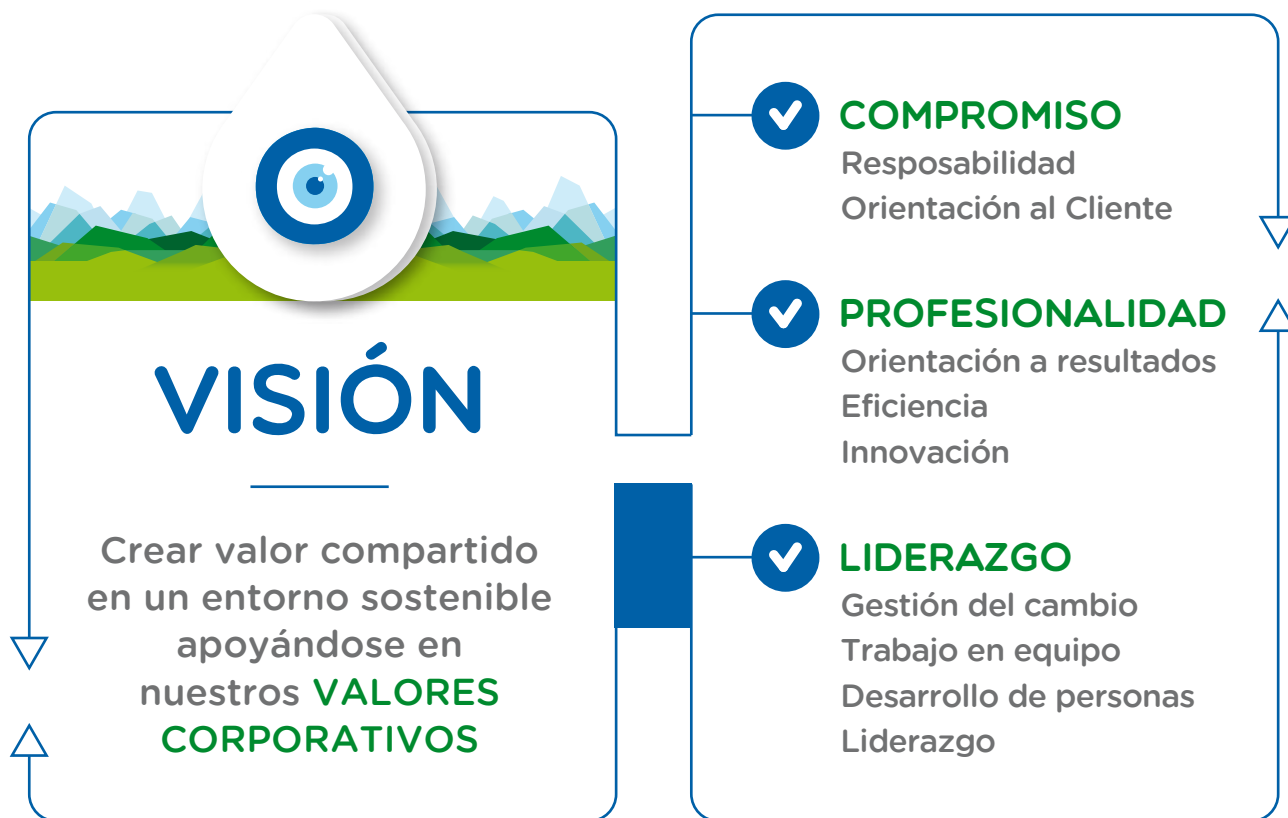 VISIÓN
Crear valor compartido
en un entorno sostenible
apoyándose en
nuestros VALORES
CORPORATIVOS
COMPROMISO
Resposabilidad
Orientación al Cliente
PROFESIONALIDAD
Orientación a resultados
Eficiencia
Innovación
LIDERAZGO
Gestión del cambio
Trabajo en equipo
Desarrollo de personas
Liderazgo